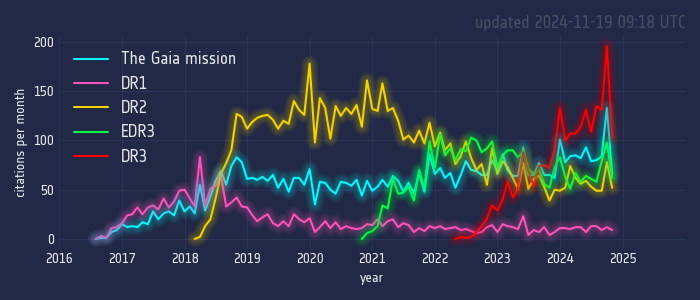 updated 2024-11-19 09:18 UTC
200
150
100
50
0
citations per month
The Gaia mission
DR1
DR2
EDR3
DR3
2016 2017 2018 2019 2020 2021 2022 2023 2024 2025
year